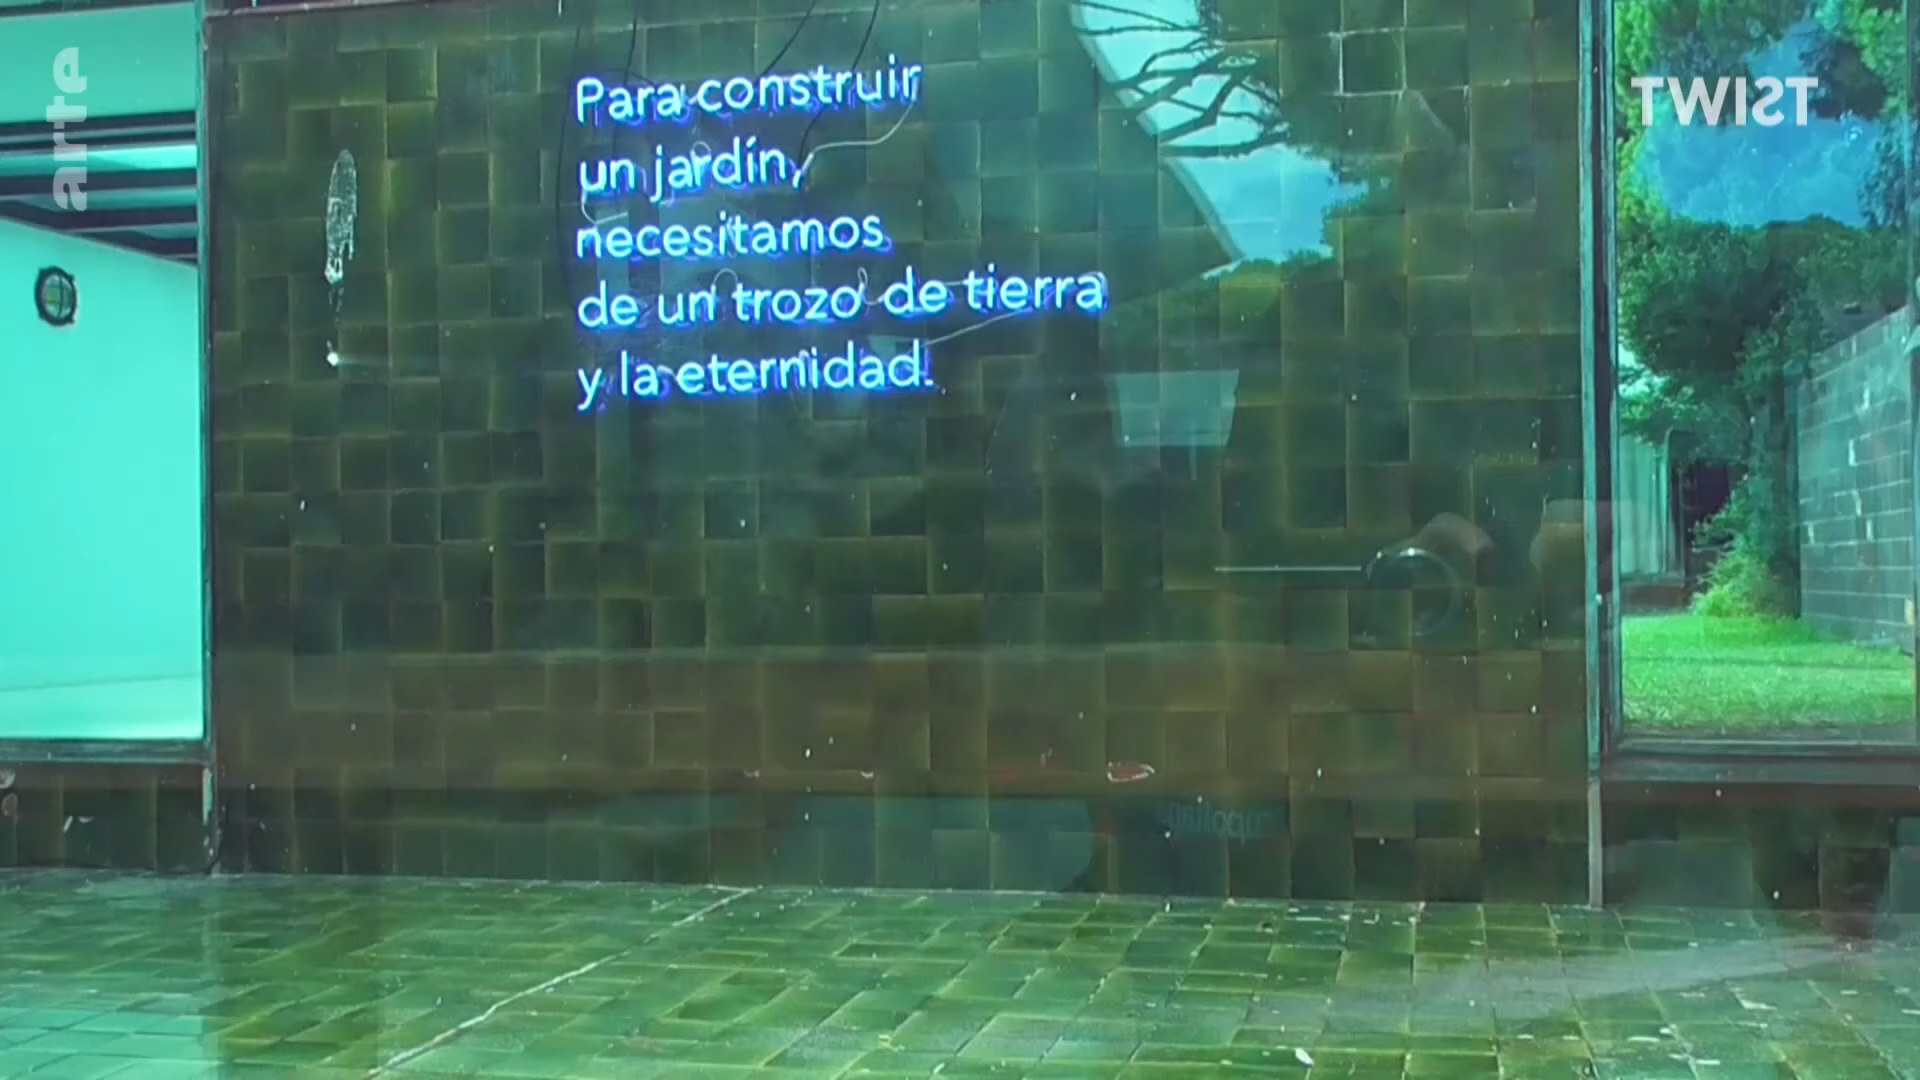 arte
TWIST
Para construir
un jardín,
necesitamos
de un trozo de tierra
y la eternidad.